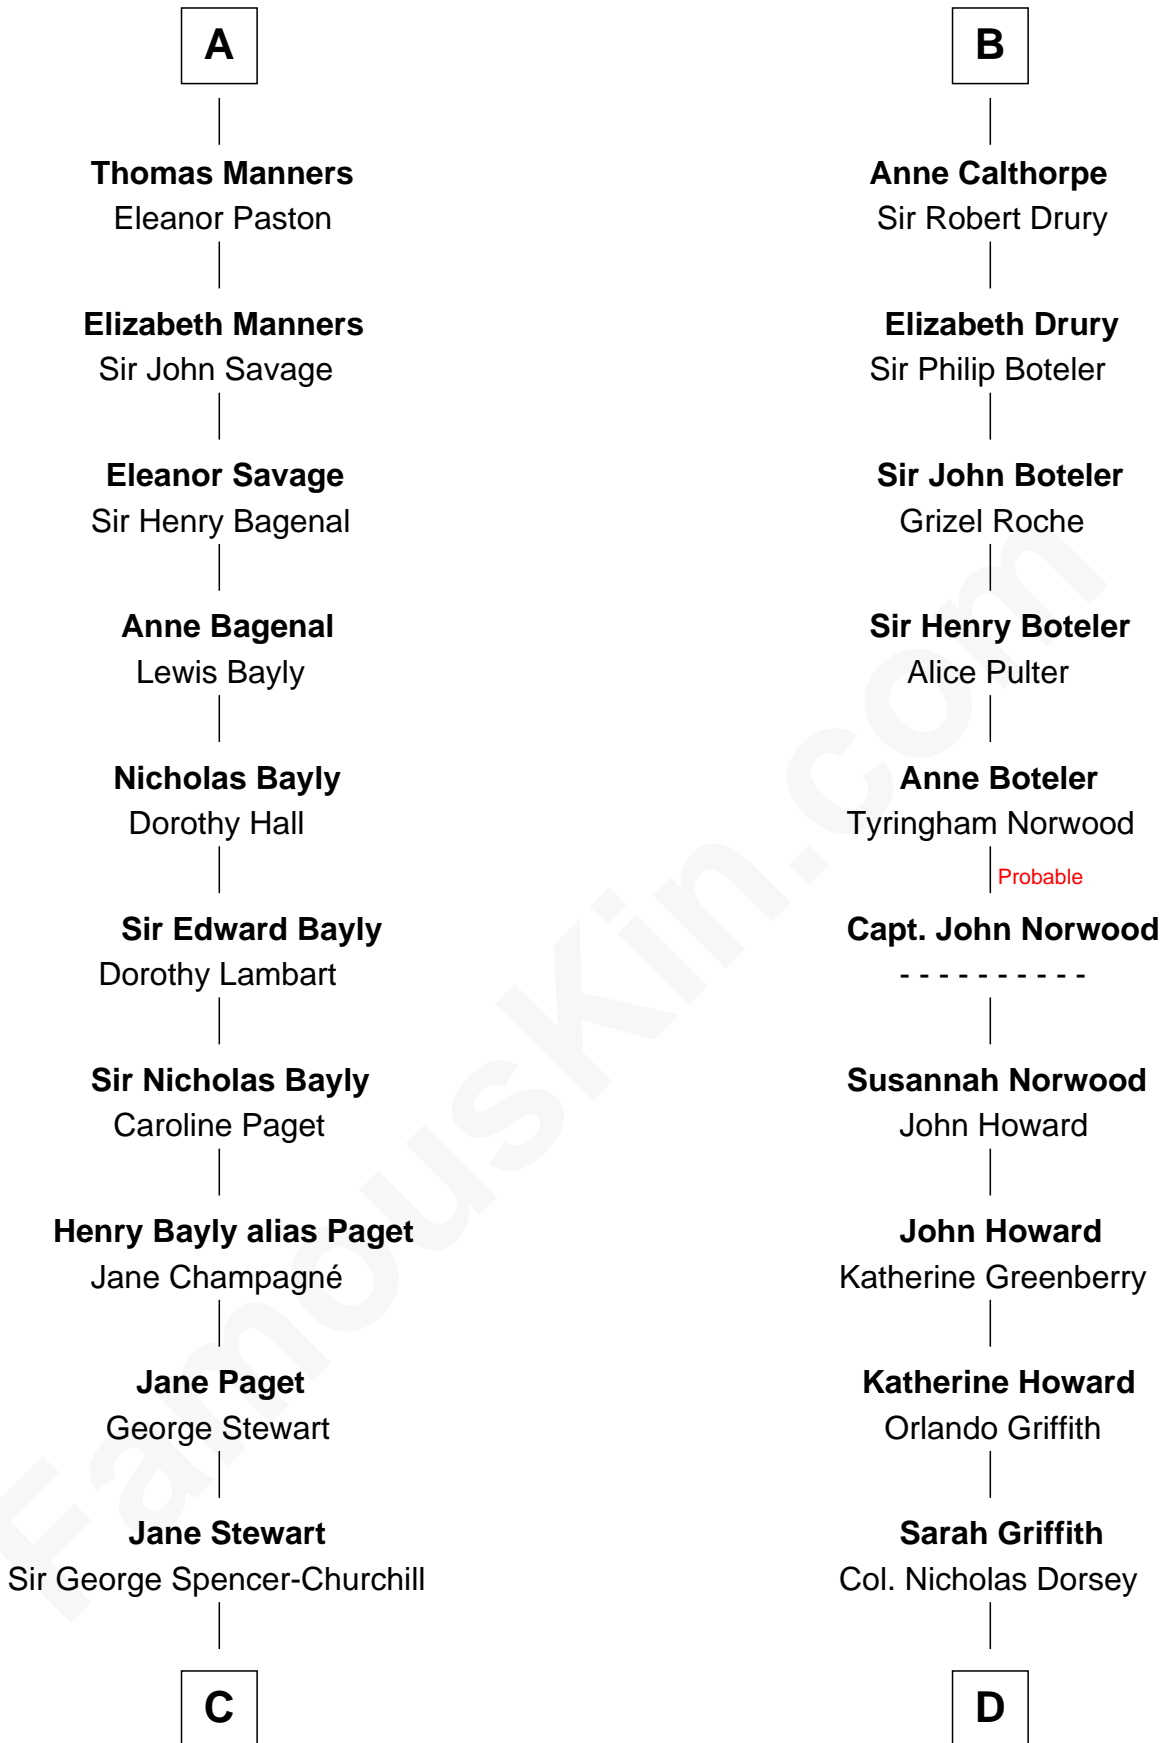 A
Thomas Manners
Eleanor Paston
Elizabeth Manners
Sir John Savage
Eleanor Savage
Sir Henry Bagenal
Anne Bagenal
Lewis Bayly
Nicholas Bayly
Dorothy Hall
Sir Edward Bayly
Dorothy Lambart
Sir Nicholas Bayly
Caroline Paget
Henry Bayly alias Paget
Jane Champagné
Jane Paget
George Stewart
Jane Stewart
Sir George Spencer-Churchill
C
B
Anne Calthorpe
Sir Robert Drury
Elizabeth Drury
Sir Philip Boteler
Sir John Boteler
Grizel Roche
Sir Henry Boteler
Alice Pulter
Anne Boteler
Tyringham Norwood
Probable
Capt. John Norwood
- - - - - - - - - -
Susannah Norwood
John Howard
John Howard
Katherine Greenberry
Katherine Howard
Orlando Griffith
Sarah Griffith
Col. Nicholas Dorsey
D
FamousKin.com